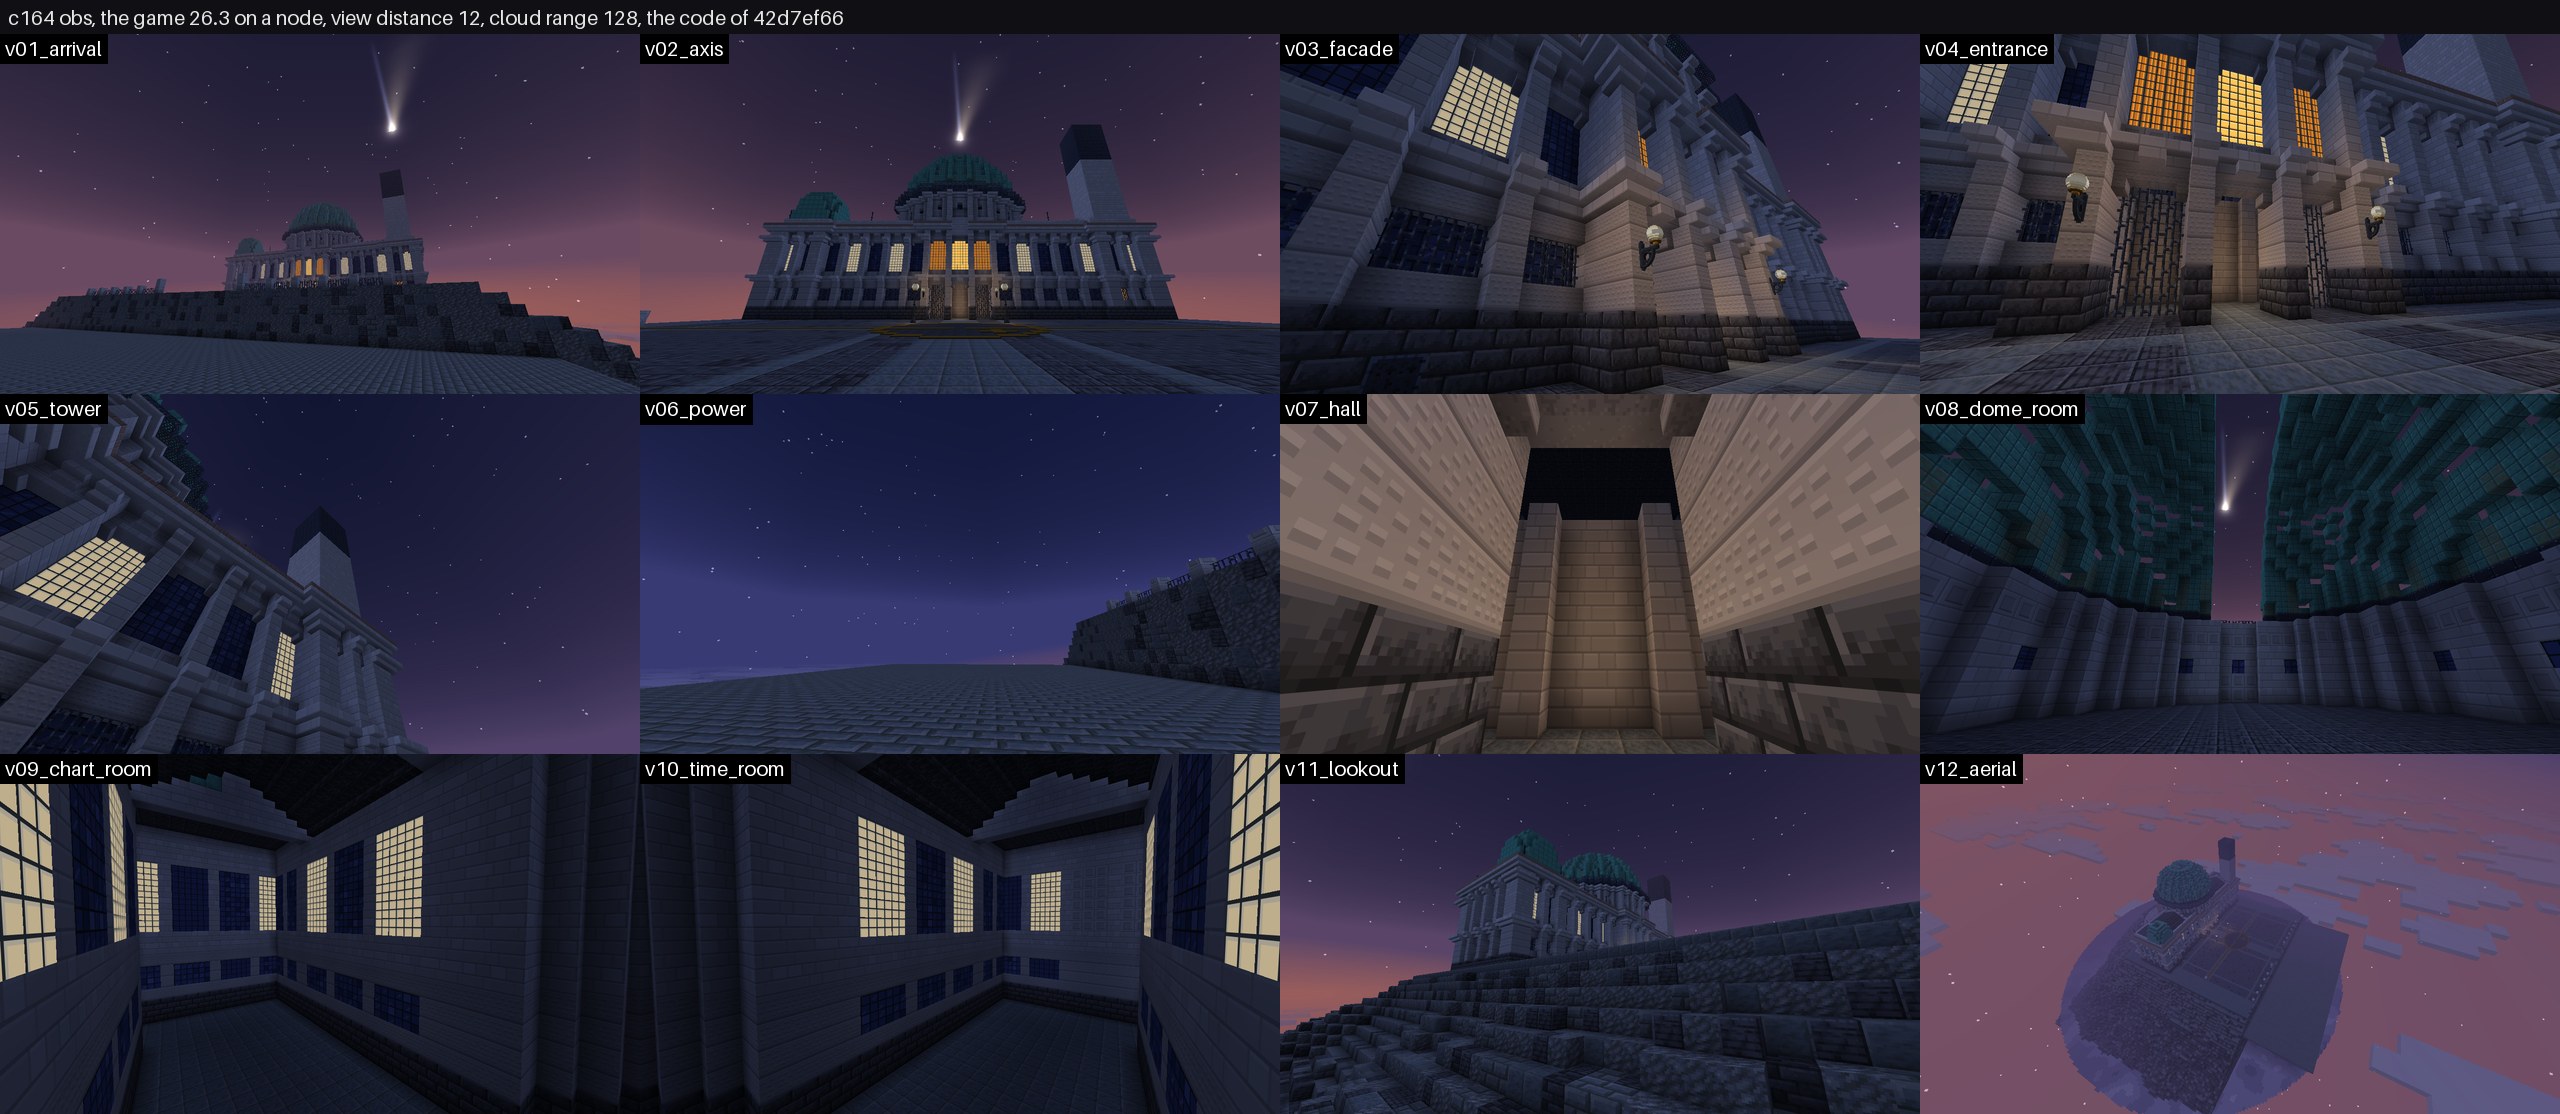 c164 obs, the game 26.3 on a node, view distance 12, cloud range 128, the code of 42d7ef66
v01_arrival
v02_axis
v03_facade
v04_entrance
v05_tower
v06_power
v07_hall
v08_dome_room
v09_chart_room
v10_time_room
v11_lookout
v12_aerial